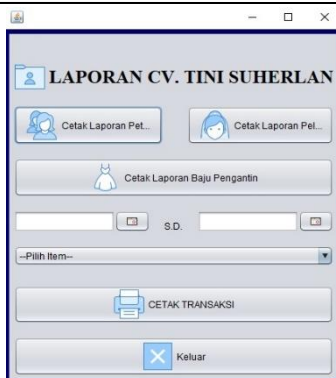 LAPORAN CV. TINI SUHERLAN
Cetak Laporan Pet...
Cetak Laporan Pel...
Cetak Laporan Baju Pengantin
S.D.
--Pilih Item--
CETAK TRANSAKSI
Keluar